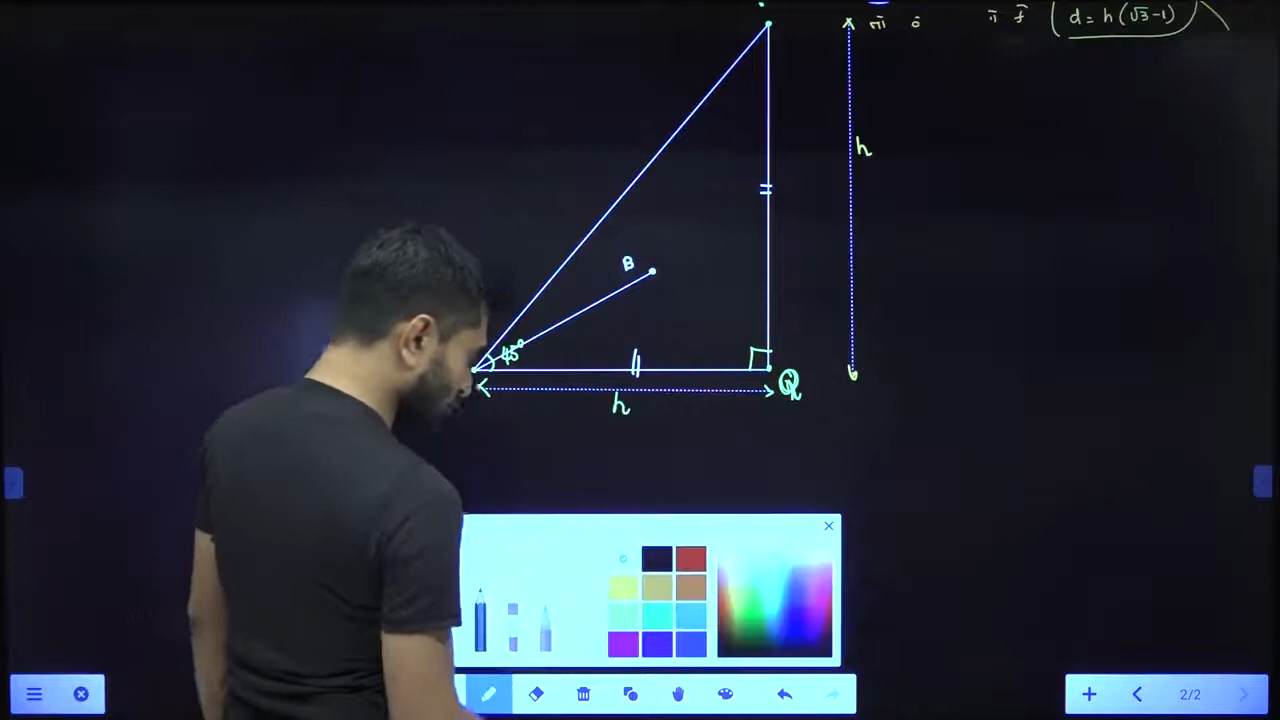 d = h (√3-1)
h
B
45°
Q
h
2/2